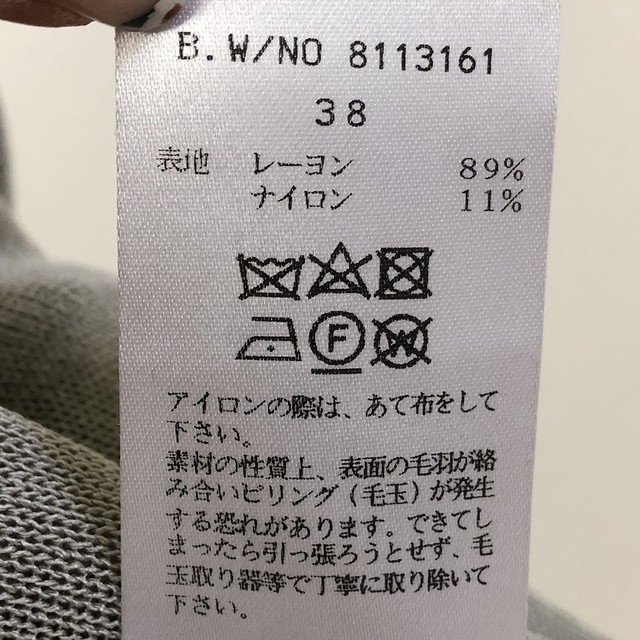 B.W/NO 8113161
38
表地 レーヨン 89%
ナイロン 11%
F W
アイロンの際は、あて布をして
下さい。
素材の性質上、表面の毛羽が絡
み合いピリング(毛玉)が発生
する恐れがあります。できてし
まったら引っ張ろうとせず、毛
玉取り器等で丁寧に取り除いて
下さい。